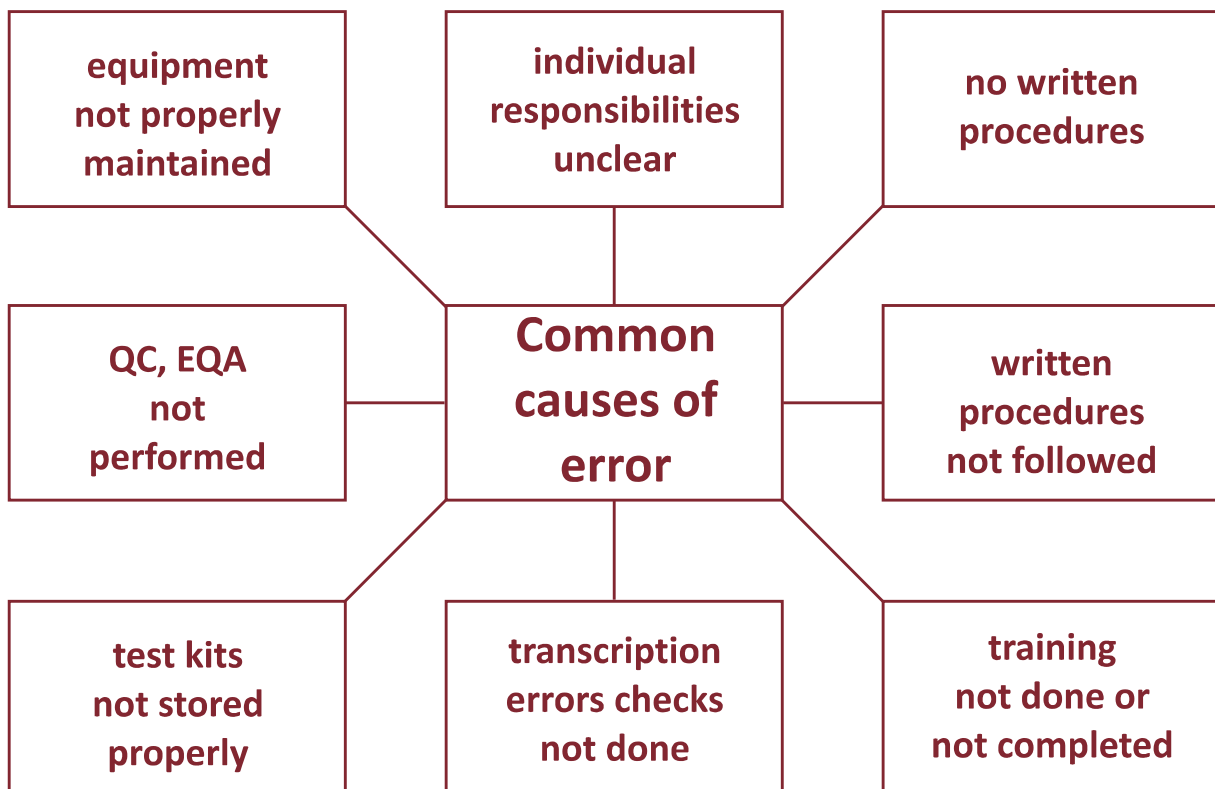 equipment
not properly
maintained
individual
responsibilities
unclear
no written
procedures
QC, EQA
not
performed
Common
causes of
error
written
procedures
not followed
test kits
not stored
properly
transcription
errors checks
not done
training
not done or
not completed